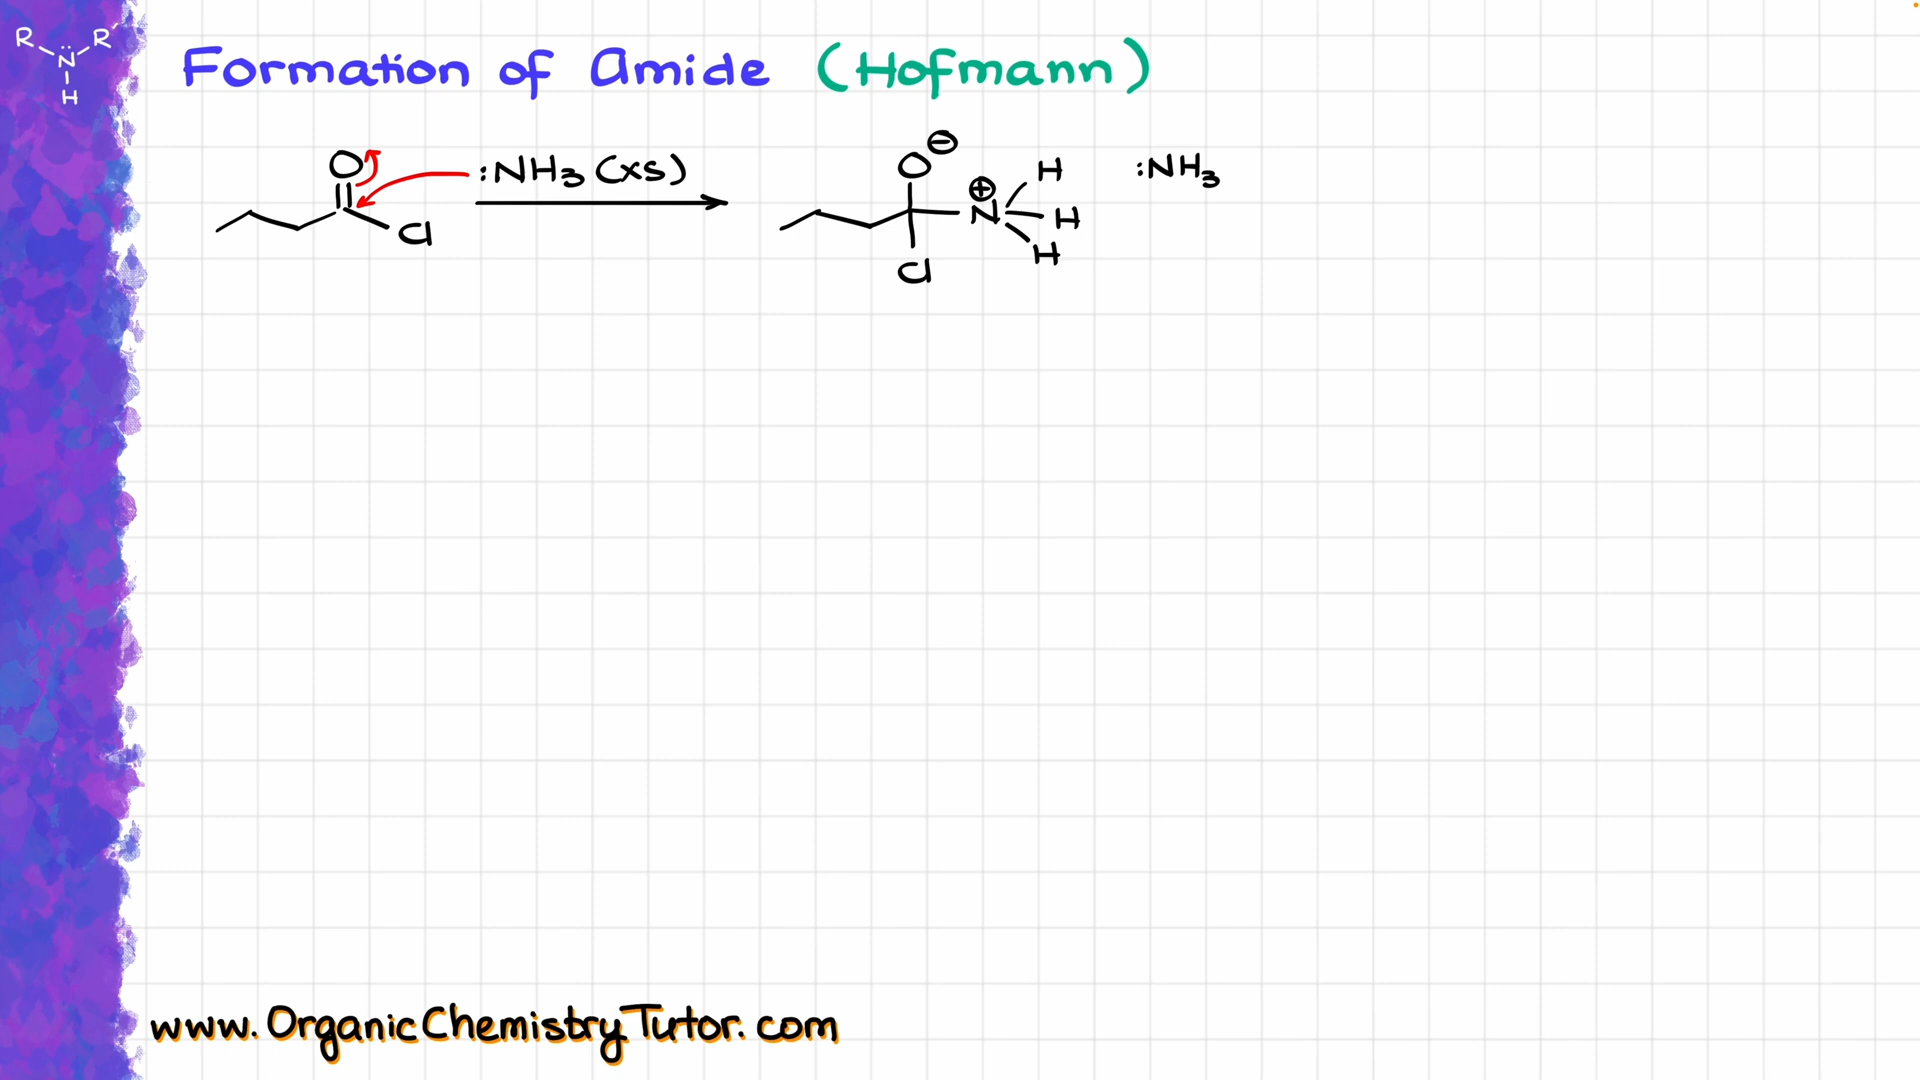 R R'
N̈
H
Formation of Amide (Hofmann)
O :NH₃ (xs) O⊖ ⊕ H :NH₃
Cl N H
Cl H
www.OrganicChemistryTutor.com